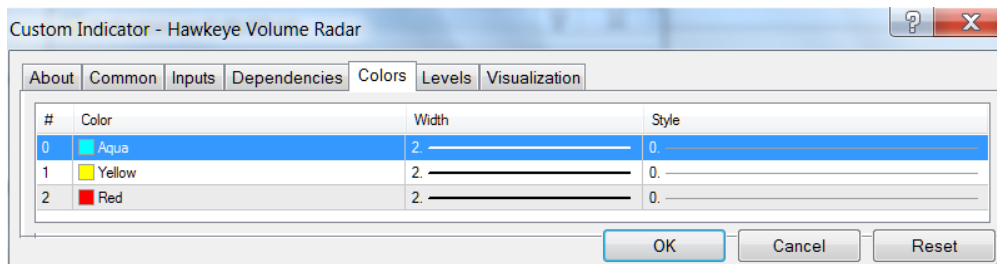 Custom Indicator - Hawkeye Volume Radar
?
X
About Common Inputs Dependencies Colors Levels Visualization
# Color Width Style
0 Aqua 2. 0.
1 Yellow 2. 0.
2 Red 2. 0.
OK Cancel Reset